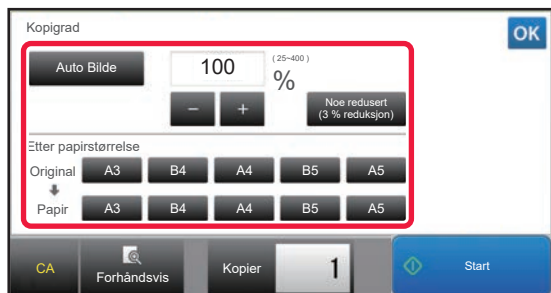 Kopigrad
OK
Auto Bilde
100
(25~400)
%
− +
Noe redusert
(3 % reduksjon)
Etter papirstørrelse
Original A3 B4 A4 B5 A5
Papir A3 B4 A4 B5 A5
CA Forhåndsvis Kopier 1 Start